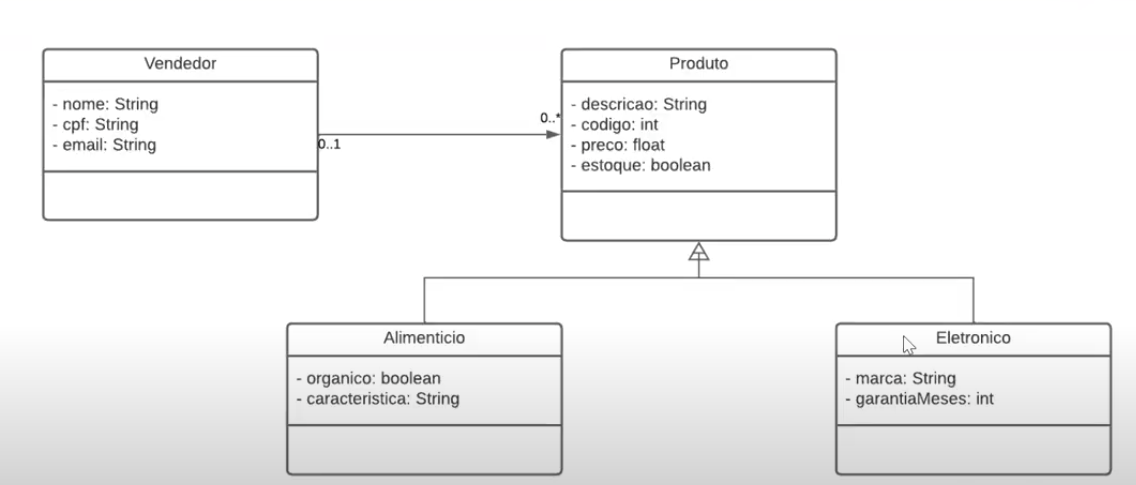 Vendedor
- nome: String
- cpf: String
- email: String
0..1
0..*
Produto
- descricao: String
- codigo: int
- preco: float
- estoque: boolean
Alimenticio
- organico: boolean
- caracteristica: String
Eletronico
- marca: String
- garantiaMeses: int